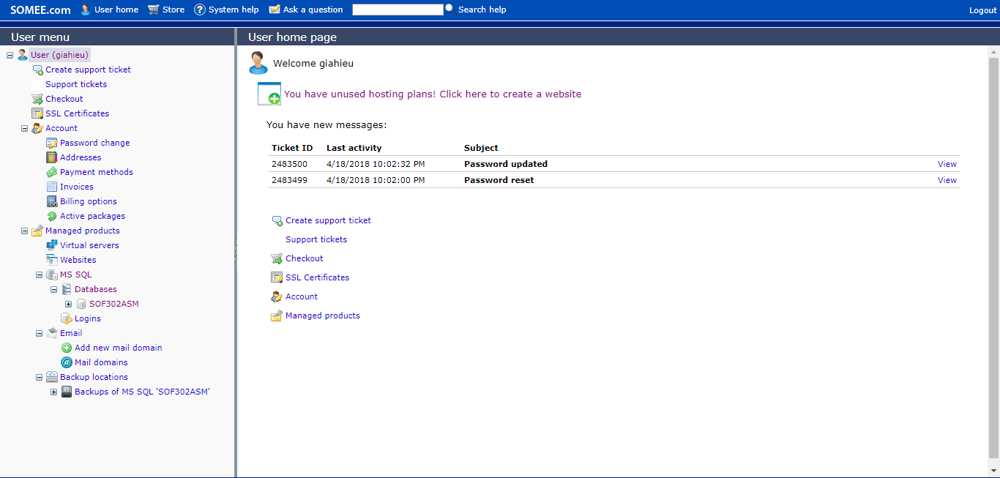 SOMEE.com User home Store System help Ask a question Search help Logout
User menu
User (giahieu)
Create support ticket
Support tickets
Checkout
SSL Certificates
Account
Password change
Addresses
Payment methods
Invoices
Billing options
Active packages
Managed products
Virtual servers
Websites
MS SQL
Databases
SOF302ASM
Logins
Email
Add new mail domain
Mail domains
Backup locations
Backups of MS SQL 'SOF302ASM'
User home page
Welcome giahieu
You have unused hosting plans! Click here to create a website
You have new messages:
Ticket ID Last activity Subject
2483500 4/18/2018 10:02:32 PM Password updated View
2483499 4/18/2018 10:02:00 PM Password reset View
Create support ticket
Support tickets
Checkout
SSL Certificates
Account
Managed products